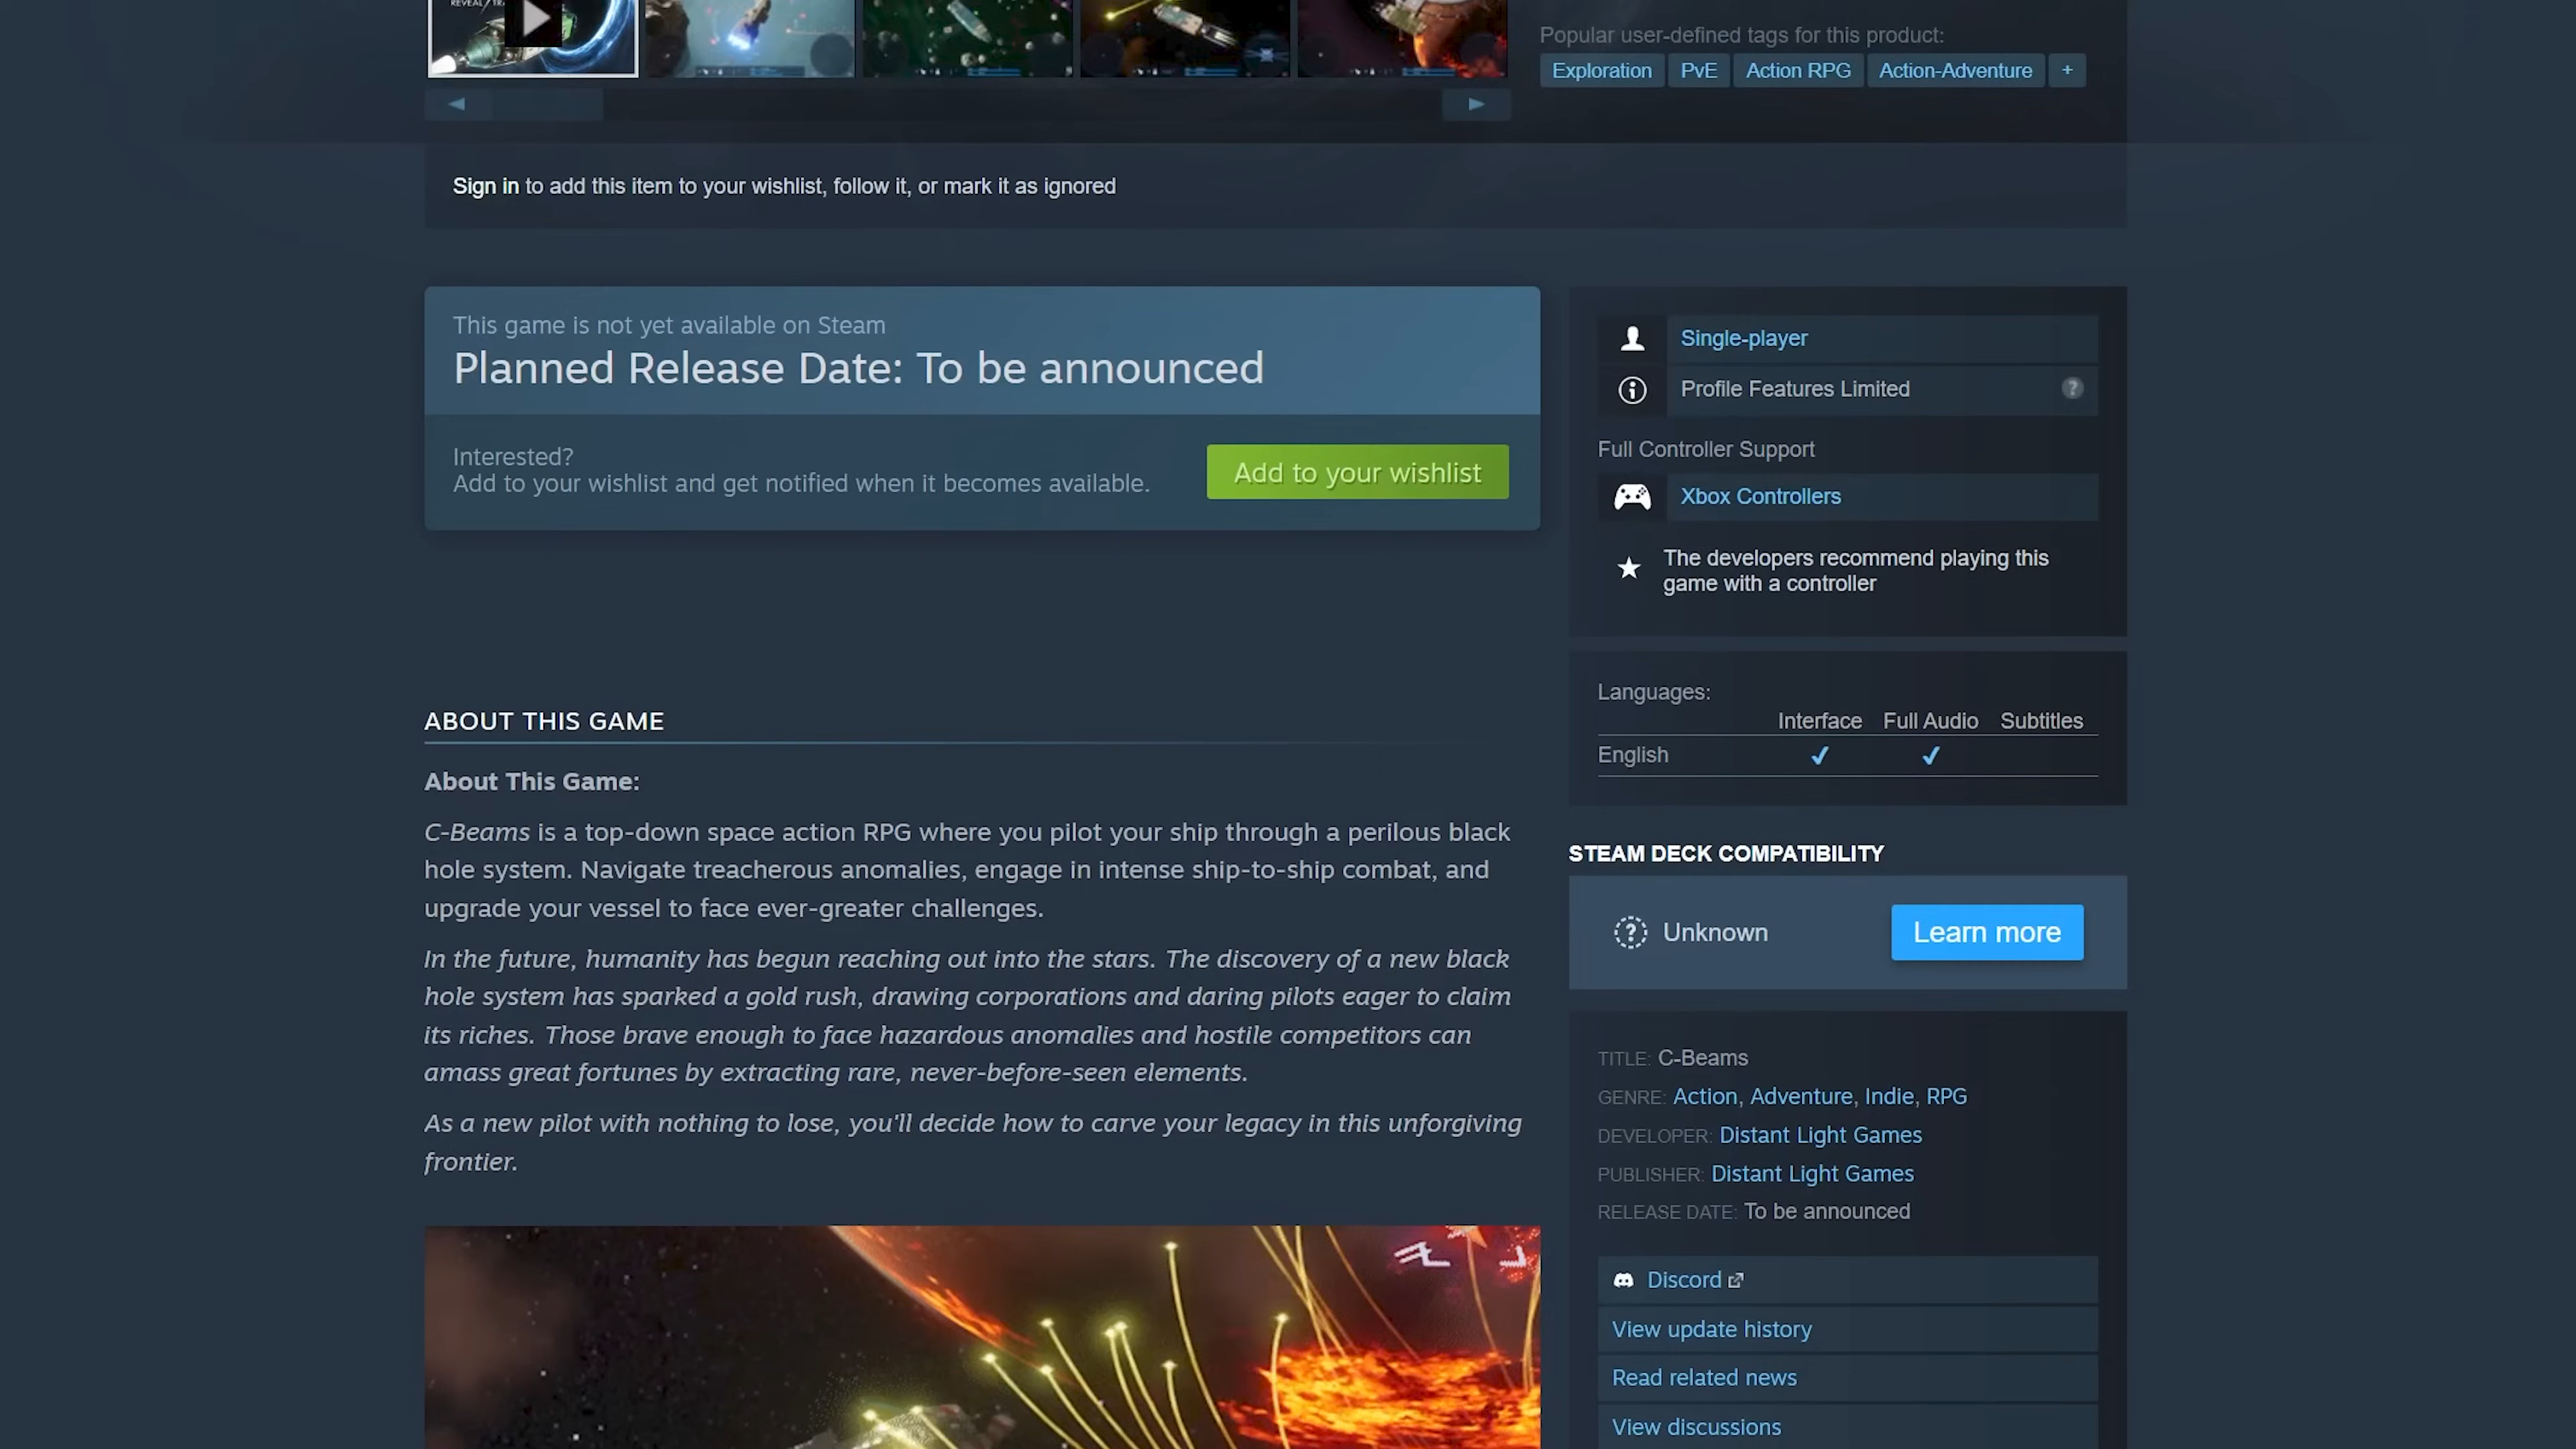 REVEAL TR
Popular user-defined tags for this product:
Exploration PvE Action RPG Action-Adventure +
Sign in to add this item to your wishlist, follow it, or mark it as ignored
This game is not yet available on Steam
Planned Release Date: To be announced
Interested?
Add to your wishlist and get notified when it becomes available.
Add to your wishlist
Single-player
Profile Features Limited ?
Full Controller Support
Xbox Controllers
The developers recommend playing this
game with a controller
Languages:
Interface Full Audio Subtitles
English ✓ ✓
STEAM DECK COMPATIBILITY
Unknown
Learn more
ABOUT THIS GAME
About This Game:
C-Beams is a top-down space action RPG where you pilot your ship through a perilous black
hole system. Navigate treacherous anomalies, engage in intense ship-to-ship combat, and
upgrade your vessel to face ever-greater challenges.
In the future, humanity has begun reaching out into the stars. The discovery of a new black
hole system has sparked a gold rush, drawing corporations and daring pilots eager to claim
its riches. Those brave enough to face hazardous anomalies and hostile competitors can
amass great fortunes by extracting rare, never-before-seen elements.
As a new pilot with nothing to lose, you'll decide how to carve your legacy in this unforgiving
frontier.
TITLE: C-Beams
GENRE: Action, Adventure, Indie, RPG
DEVELOPER: Distant Light Games
PUBLISHER: Distant Light Games
RELEASE DATE: To be announced
Discord
View update history
Read related news
View discussions